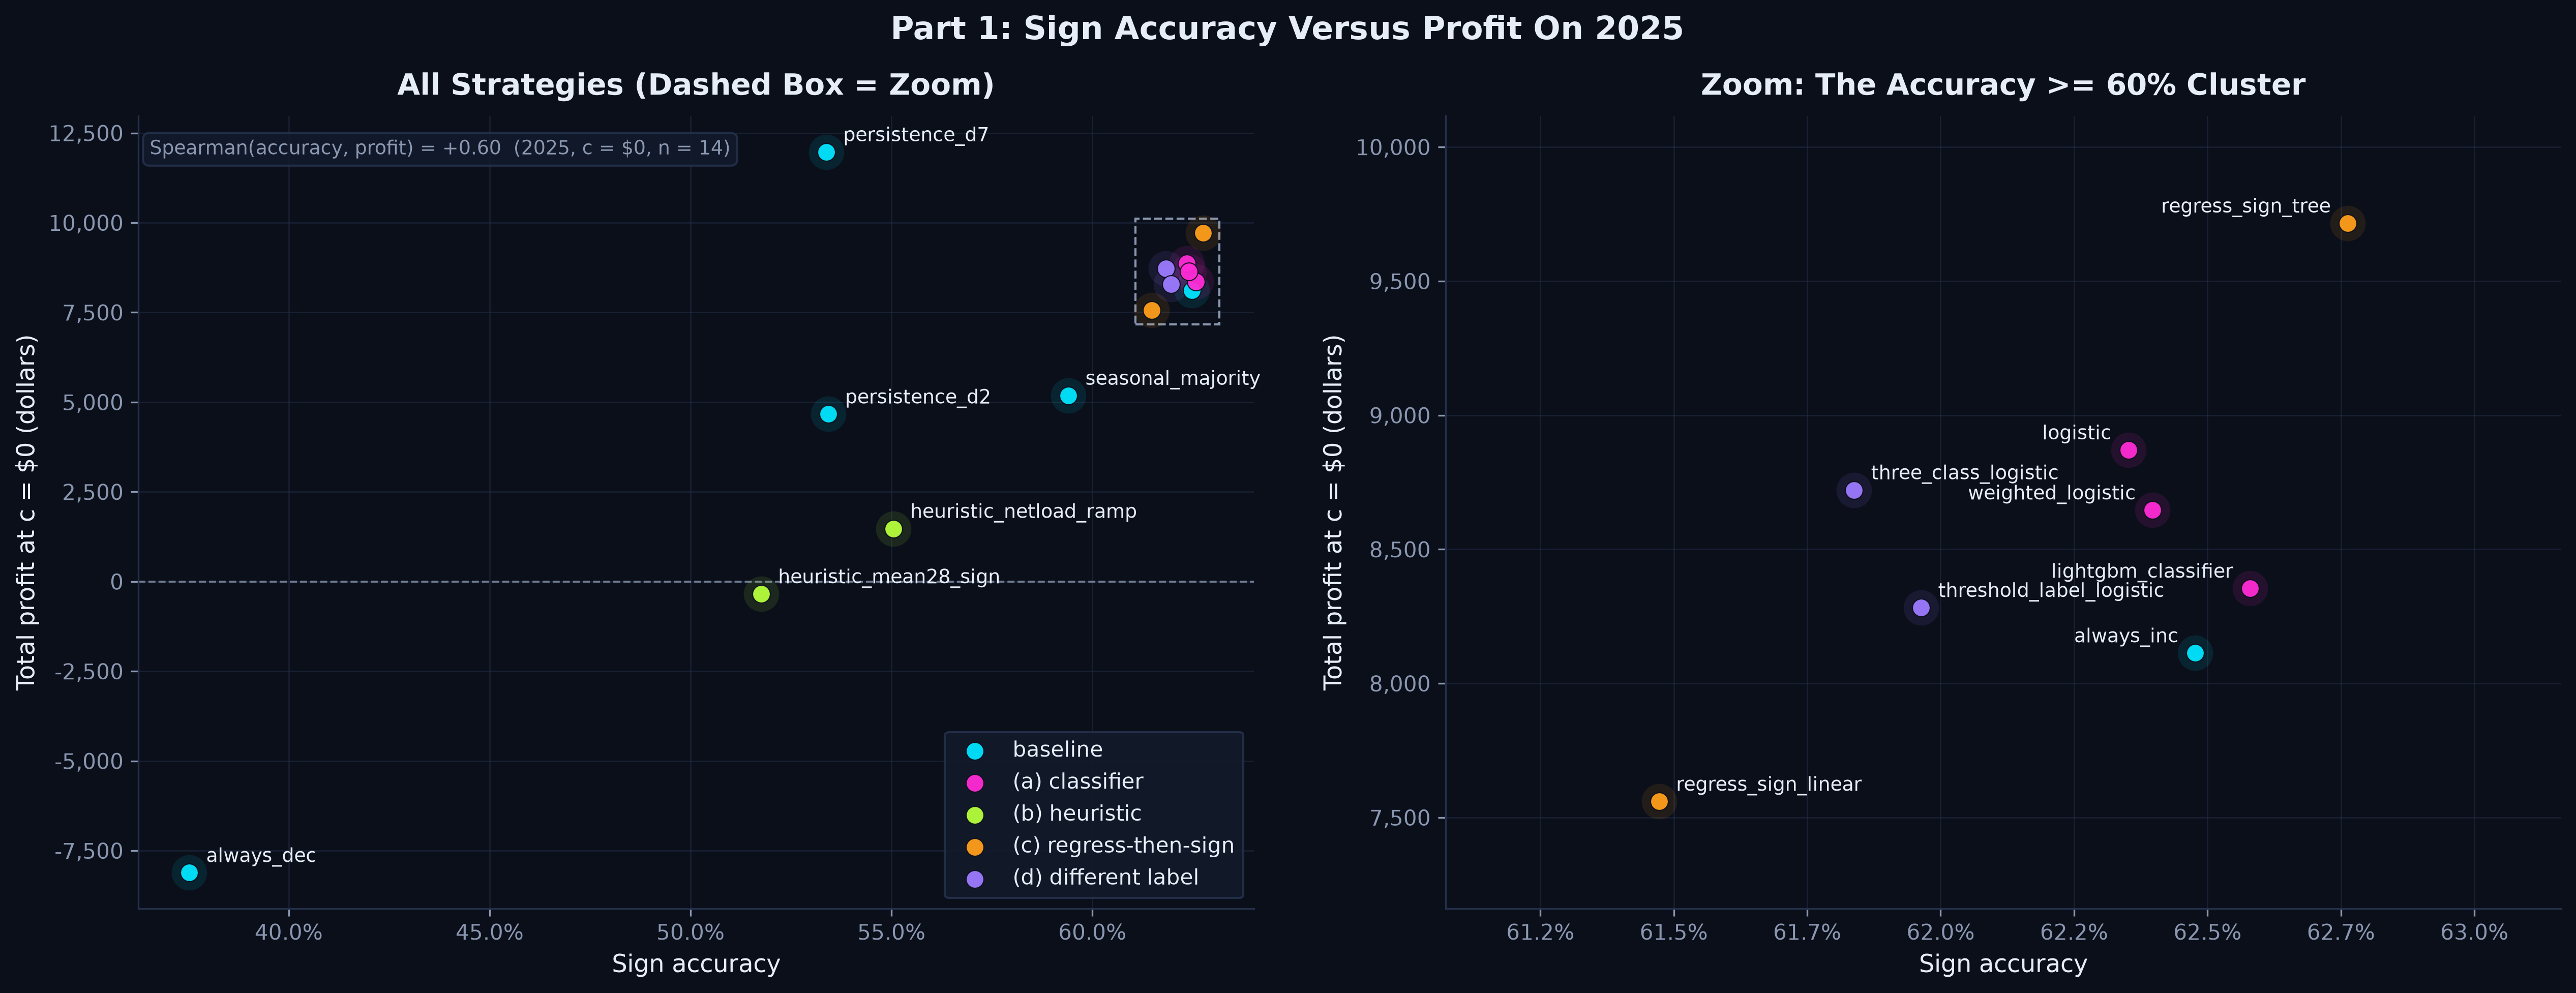 Part 1: Sign Accuracy Versus Profit On 2025
All Strategies (Dashed Box = Zoom)
Total profit at c = $0 (dollars)
12,500
10,000
7,500
5,000
2,500
0
-2,500
-5,000
-7,500
Spearman(accuracy, profit) = +0.60 (2025, c = $0, n = 14)
persistence_d7
seasonal_majority
persistence_d2
heuristic_netload_ramp
heuristic_mean28_sign
always_dec
baseline
(a) classifier
(b) heuristic
(c) regress-then-sign
(d) different label
40.0%
45.0%
50.0%
55.0%
60.0%
Sign accuracy
Zoom: The Accuracy >= 60% Cluster
Total profit at c = $0 (dollars)
10,000
9,500
9,000
8,500
8,000
7,500
regress_sign_tree
logistic
three_class_logistic
weighted_logistic
lightgbm_classifier
threshold_label_logistic
always_inc
regress_sign_linear
61.2%
61.5%
61.7%
62.0%
62.2%
62.5%
62.7%
63.0%
Sign accuracy